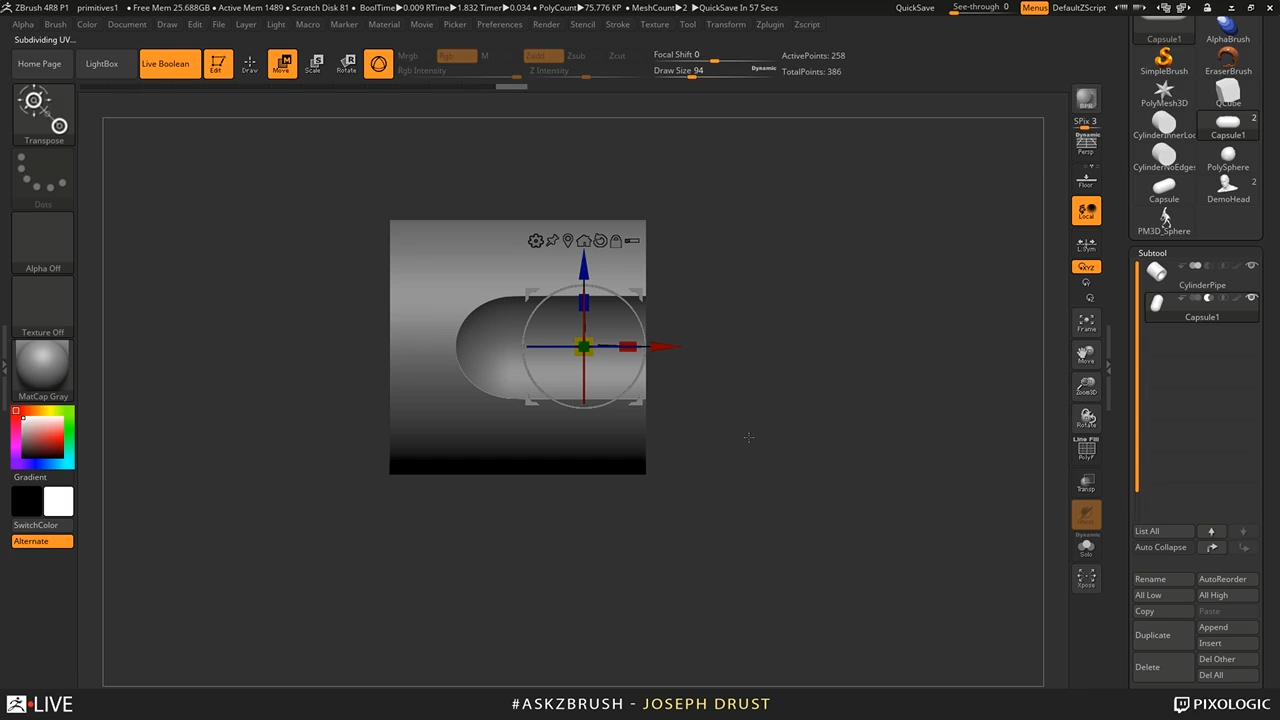 ZBrush 4R8 P1 primitives1 • Free Mem 25.688GB • Active Mem 1489 • Scratch Disk 81 • BoolTime▶0.009 RTime▶1.832 Timer▶0.034 • PolyCount▶75.776 KP • MeshCount▶2 ▶QuickSave In 57 Secs QuickSave See-through 0 Menus DefaultZScript
Alpha Brush Color Document Draw Edit File Layer Light Macro Marker Material Movie Picker Preferences Render Stencil Stroke Texture Tool Transform Zplugin Zscript
Subdividing UV...
Home Page LightBox Live Boolean Edit Draw Move Scale Rotate
Mrgb Rgb M Zadd Zsub Zcut
Rgb Intensity Z Intensity
Focal Shift 0
Draw Size 94 Dynamic
ActivePoints: 258
TotalPoints: 386
Transpose
Dots
Alpha Off
Texture Off
MatCap Gray
Gradient
SwitchColor
Alternate
BPR
SPix 3
Dynamic
Persp
Floor
Local
L.Sym
XYZ
Frame
Move
Zoom3D
Rotate
Line Fill
PolyF
Transp
Ghost
Dynamic
Solo
Xpose
Capsule1 AlphaBrush
SimpleBrush EraserBrush
PolyMesh3D QCube
2
CylinderInnerLoc Capsule1
CylinderNoEdges PolySphere
2
Capsule DemoHead
PM3D_Sphere
Subtool
CylinderPipe
Capsule1
List All
Auto Collapse
Rename AutoReorder
All Low All High
Copy Paste
Duplicate Append
Insert
Delete Del Other
Del All
LIVE
#ASKZBRUSH - JOSEPH DRUST
PIXOLOGIC